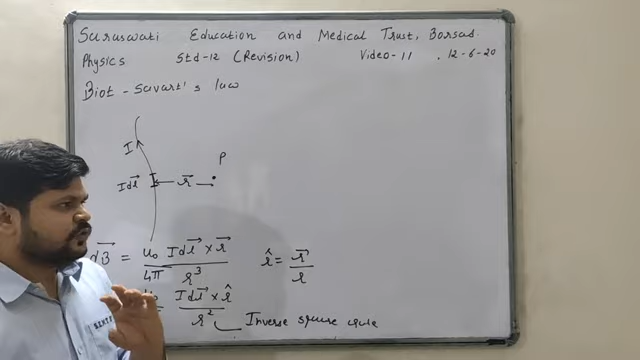 Saraswati Education and Medical Trust, Borsad.
Physics Std-12 (Revision) Video-11 . 12-6-20
Biot - Savart's law
I
P
Idl⃗ r⃗
dB⃗ = μ₀ Idl⃗ × r⃗ / 4π r³ r̂ = r⃗ / r
Idl⃗ × r̂ / r² Inverse square rule